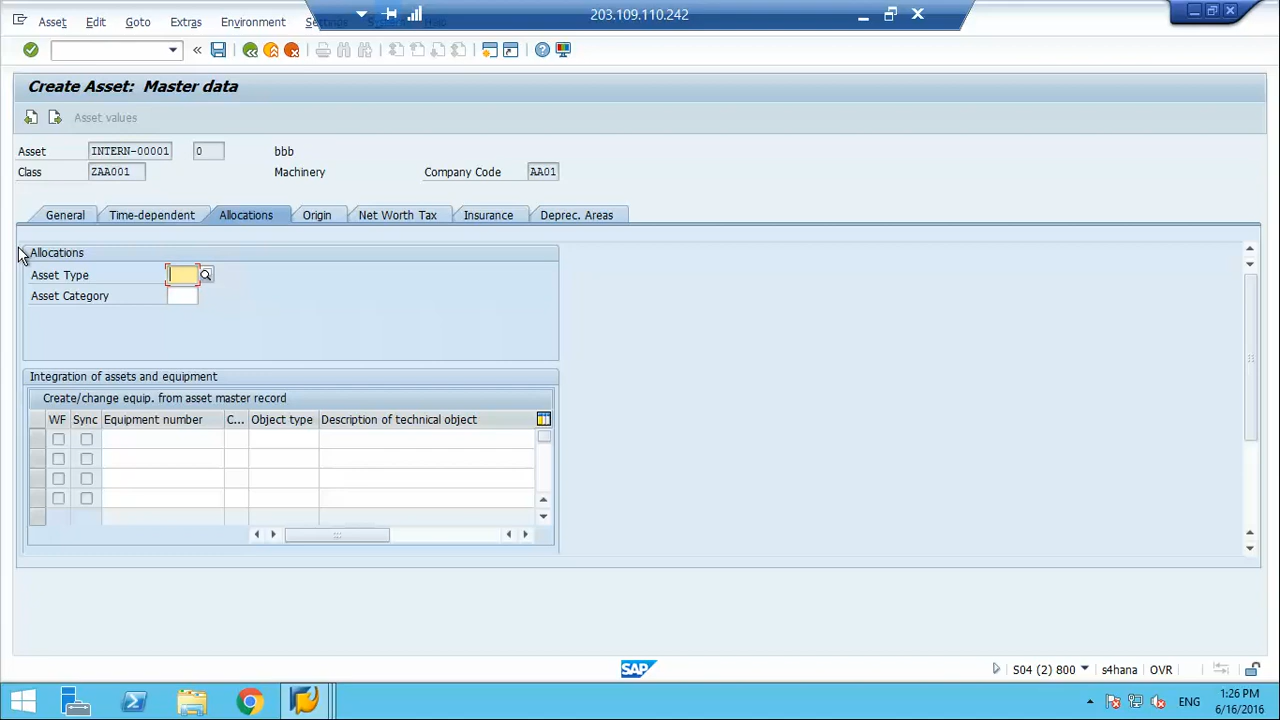 203.109.110.242
Asset Edit Goto Extras Environment Settings System Help
Create Asset: Master data
Asset values
Asset INTERN-00001 0 bbb
Class ZAA001 Machinery Company Code AA01
General Time-dependent Allocations Origin Net Worth Tax Insurance Deprec. Areas
Allocations
Asset Type
Asset Category
Integration of assets and equipment
Create/change equip. from asset master record
WF Sync Equipment number C... Object type Description of technical object
SAP
S04 (2) 800 s4hana OVR
ENG
1:26 PM
6/16/2016